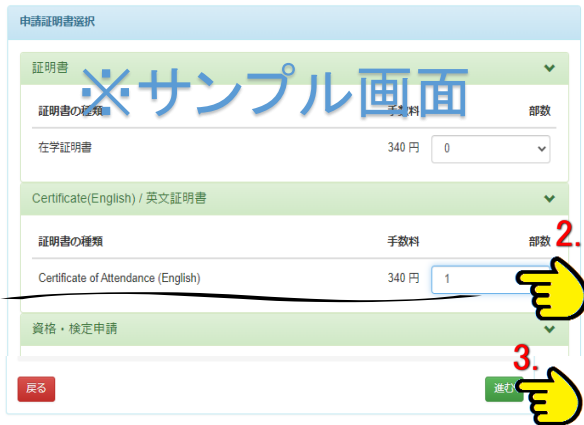 申請証明書選択
証明書
※サンプル画面
証明書の種類 手数料 部数
在学証明書 340 円 0
Certificate(English) / 英文証明書
証明書の種類 手数料 部数 2.
Certificate of Attendance (English) 340 円 1
資格・検定申請
3.
戻る 進む